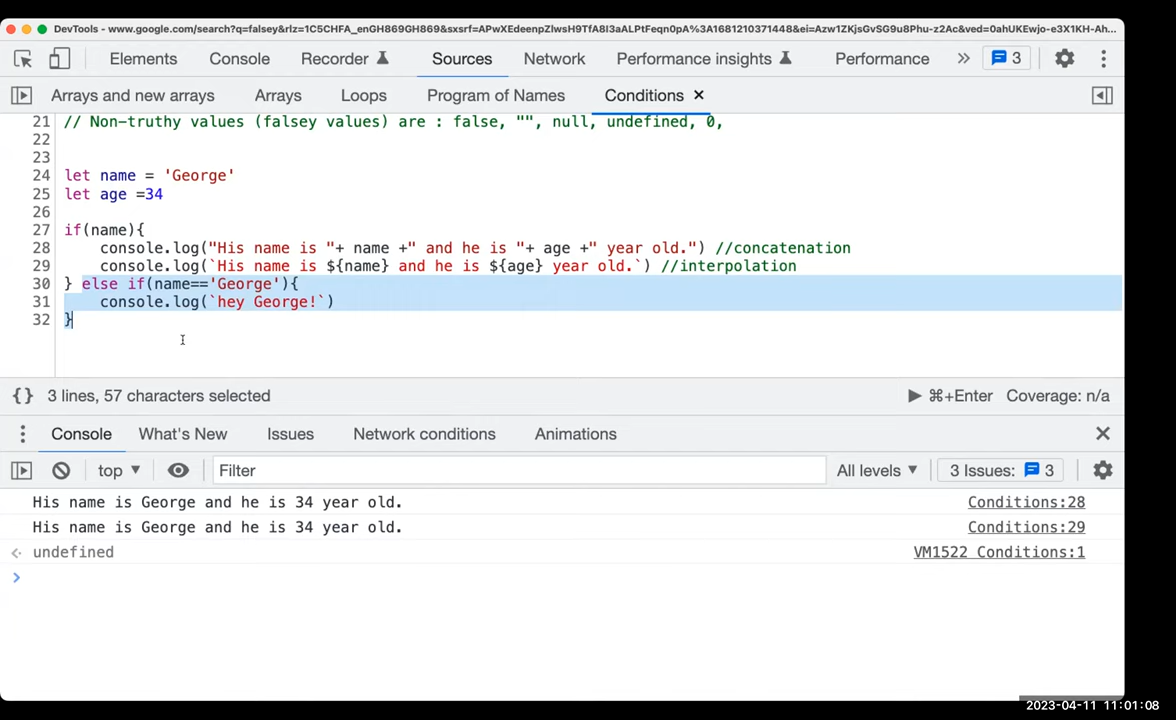 DevTools - www.google.com/search?q=falsey&rlz=1C5CHFA_enGH869GH869&sxsrf=APwXEdeenpZlwsH9TfA8I3aALPtFeqn0pA%3A1681210371448&ei=Azw1ZKjsGvSG9u8Phu-z2Ac&ved=0ahUKEwjo-e3X1KH-Ah...
Elements Console Recorder Sources Network Performance insights Performance » 3
Arrays and new arrays Arrays Loops Program of Names Conditions ×
21 // Non-truthy values (falsey values) are : false, "", null, undefined, 0,
22
23
24 let name = 'George'
25 let age =34
26
27 if(name){
28 console.log("His name is "+ name +" and he is "+ age +" year old.") //concatenation
29 console.log(`His name is ${name} and he is ${age} year old.`) //interpolation
30 } else if(name=='George'){
31 console.log(`hey George!`)
32 }
{} 3 lines, 57 characters selected ⌘+Enter Coverage: n/a
Console What's New Issues Network conditions Animations
top Filter All levels 3 Issues: 3
His name is George and he is 34 year old. Conditions:28
His name is George and he is 34 year old. Conditions:29
undefined VM1522 Conditions:1
2023-04-11 11:01:08